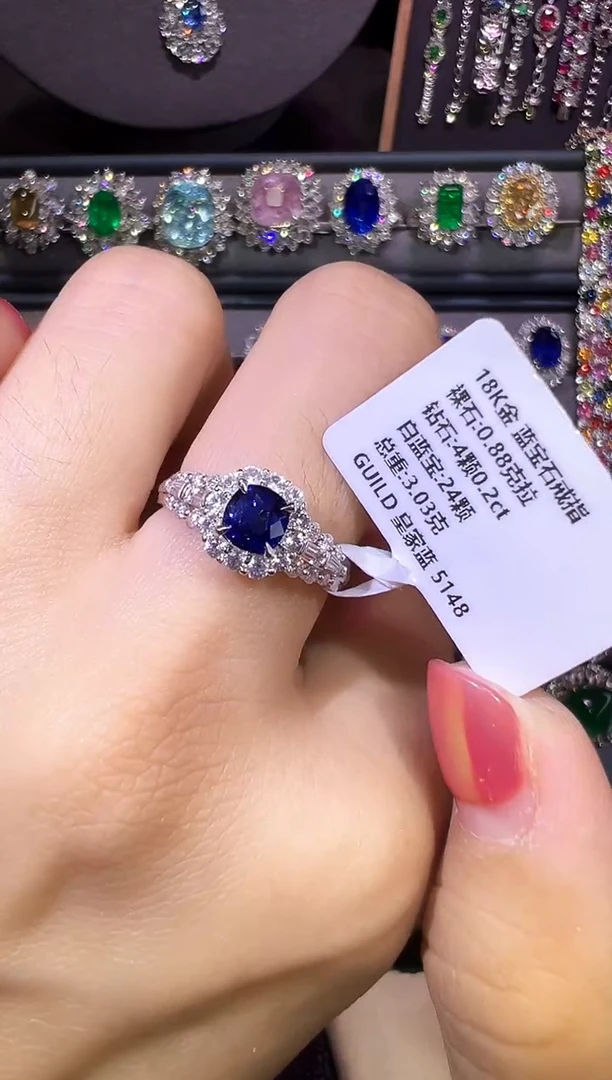 18K金 蓝宝石戒指
裸石:0.88克拉
钻石:4颗0.2ct
白蓝宝:24颗
总重:3.03克
GUILD 皇家蓝 5148